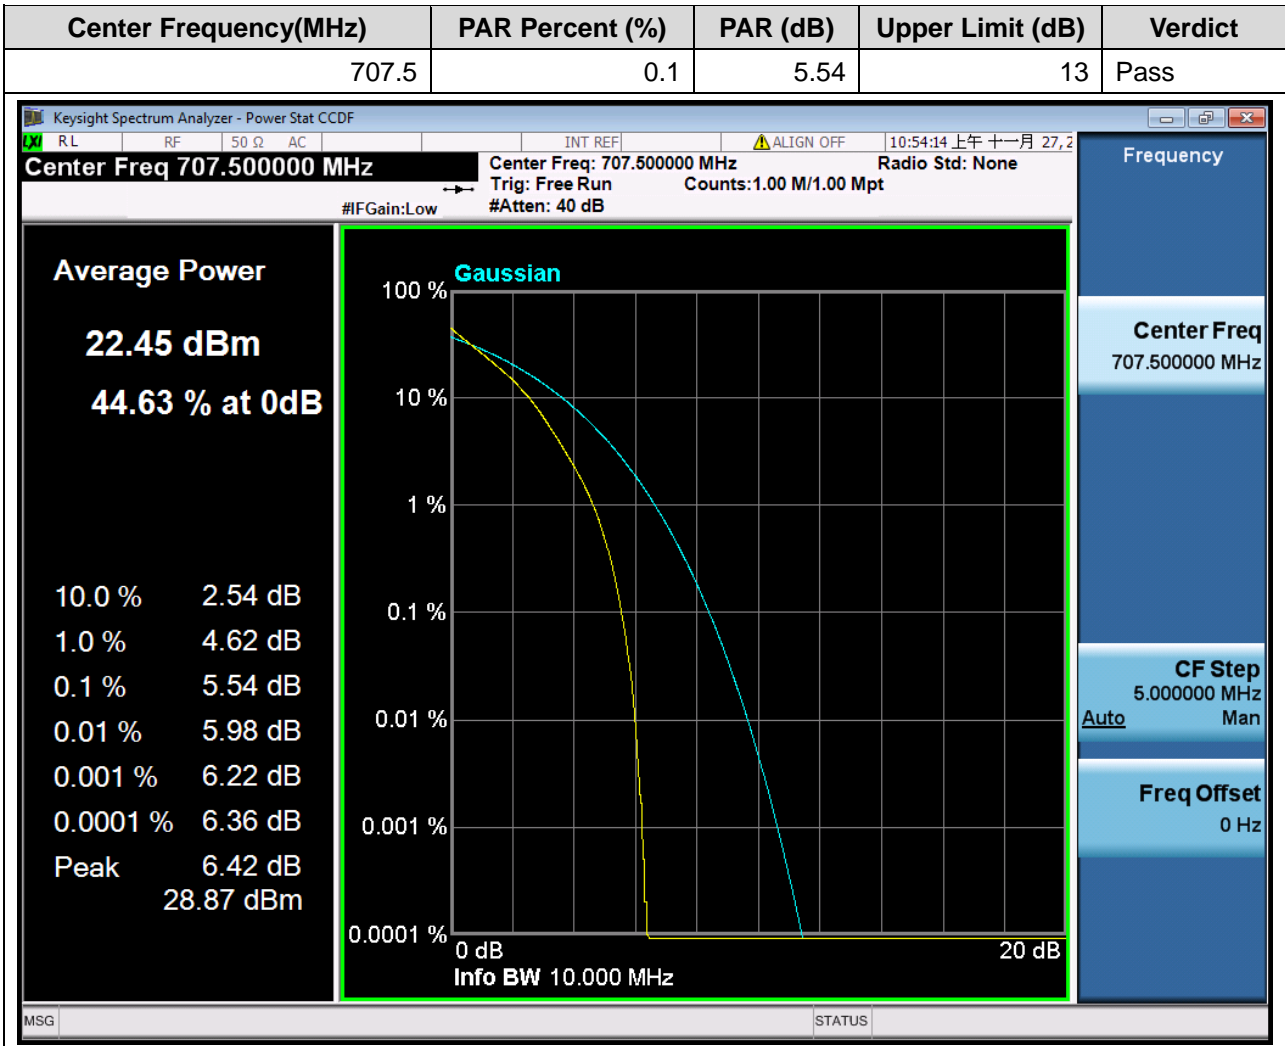 Center Frequency(MHz) PAR Percent (%) PAR (dB) Upper Limit (dB) Verdict
707.5 0.1 5.54 13 Pass
Keysight Spectrum Analyzer - Power Stat CCDF
LXI RL RF 50 Ω AC INT REF ALIGN OFF 10:54:14 上午 十一月 27, 2
Center Freq 707.500000 MHz
Center Freq: 707.500000 MHz Radio Std: None
Trig: Free Run Counts:1.00 M/1.00 Mpt
#IFGain:Low #Atten: 40 dB
Frequency
Average Power
22.45 dBm
44.63 % at 0dB
10.0 % 2.54 dB
1.0 % 4.62 dB
0.1 % 5.54 dB
0.01 % 5.98 dB
0.001 % 6.22 dB
0.0001 % 6.36 dB
Peak 6.42 dB
28.87 dBm
Gaussian
100 %
10 %
1 %
0.1 %
0.01 %
0.001 %
0.0001 %
0 dB 20 dB
Info BW 10.000 MHz
Center Freq
707.500000 MHz
CF Step
5.000000 MHz
Auto Man
Freq Offset
0 Hz
MSG STATUS